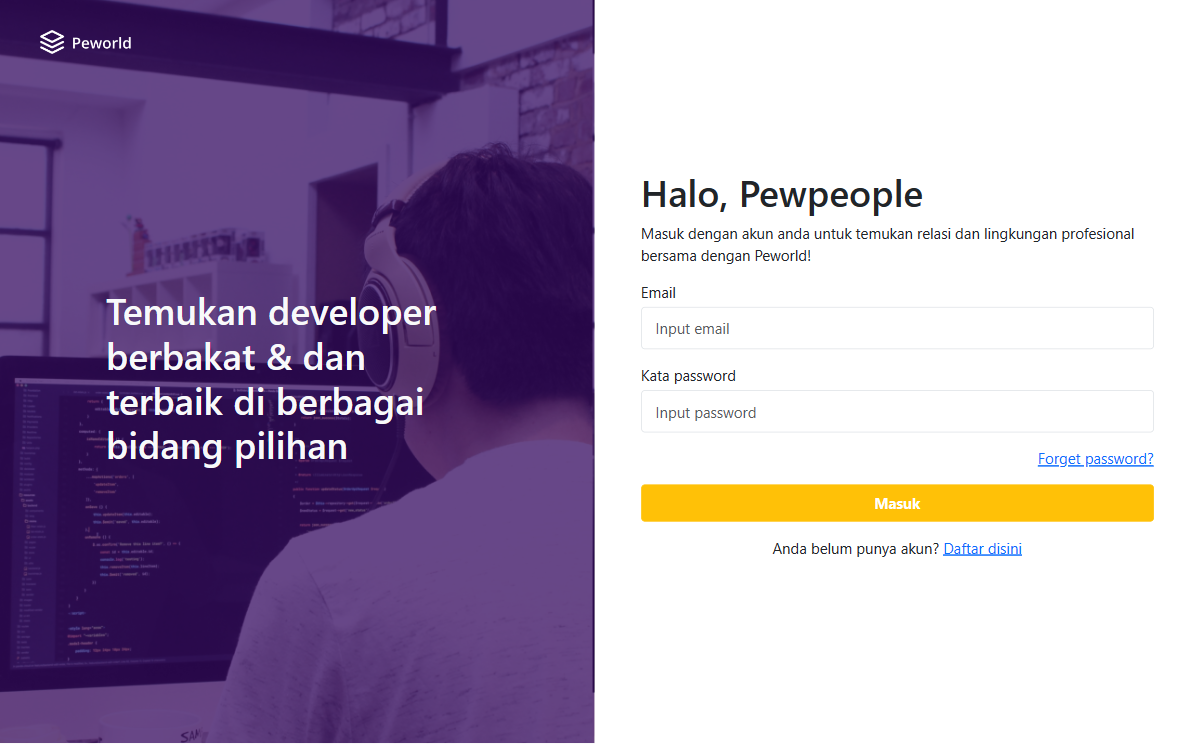 Peworld
Temukan developer
berbakat & dan
terbaik di berbagai
bidang pilihan
Halo, Pewpeople
Masuk dengan akun anda untuk temukan relasi dan lingkungan profesional
bersama dengan Peworld!
Email
Input email
Kata password
Input password
Forget password?
Masuk
Anda belum punya akun? Daftar disini